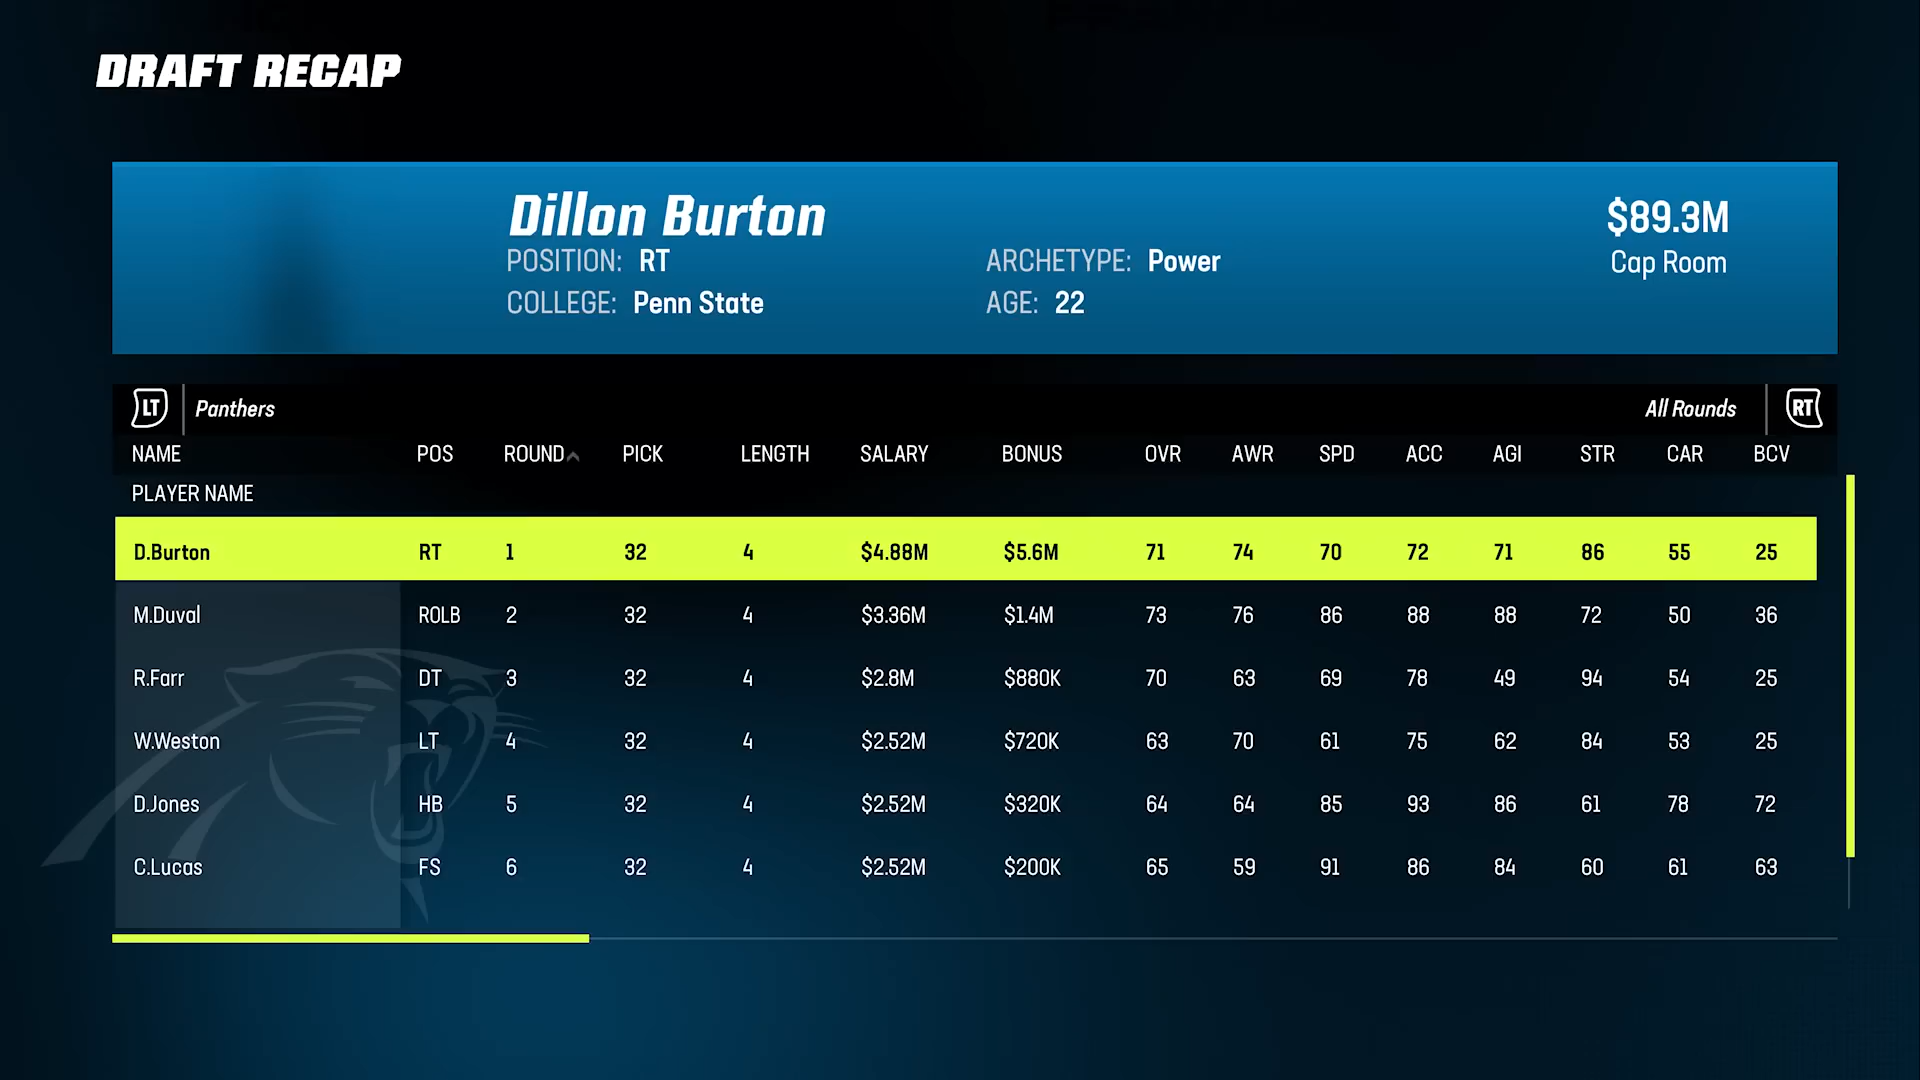 DRAFT RECAP
Dillon Burton
POSITION: RT ARCHETYPE: Power
COLLEGE: Penn State AGE: 22
$89.3M
Cap Room
LT Panthers All Rounds RT
NAME POS ROUND PICK LENGTH SALARY BONUS OVR AWR SPD ACC AGI STR CAR BCV
PLAYER NAME
D.Burton RT 1 32 4 $4.88M $5.6M 71 74 70 72 71 86 55 25
M.Duval ROLB 2 32 4 $3.36M $1.4M 73 76 86 88 88 72 50 36
R.Farr DT 3 32 4 $2.8M $880K 70 63 69 78 49 94 54 25
W.Weston LT 4 32 4 $2.52M $720K 63 70 61 75 62 84 53 25
D.Jones HB 5 32 4 $2.52M $320K 64 64 85 93 86 61 78 72
C.Lucas FS 6 32 4 $2.52M $200K 65 59 91 86 84 60 61 63